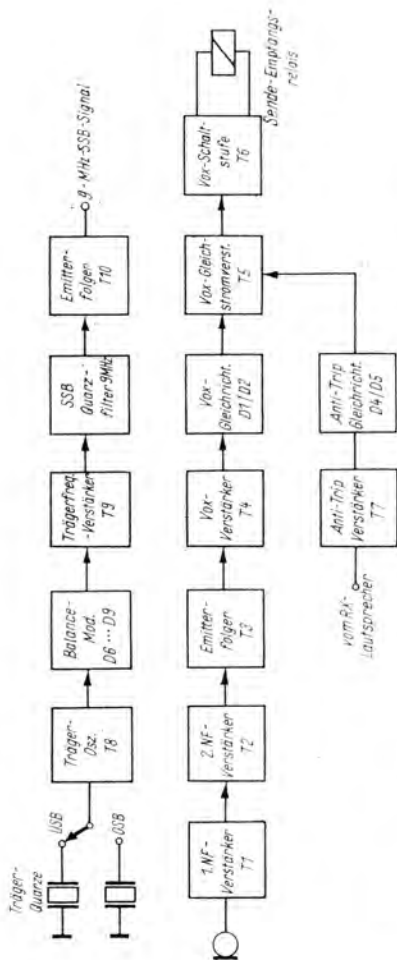 Träger-
Quarze
USB
OSB
Träger-
Osz.
T8
Balance-
Mod.
D6 ... D9
Trägerfreq.
-Verstärker
T9
SSB
Quarz-
filter 9MHz
Emitter-
folger
T10
9-MHz-SSB-Signal
1.NF-
Verstärker
T1
2.NF-
Verstärker
T2
Emitter-
folger
T3
Vox-
Verstärker
T4
Vox-
Gleichricht.
D1/D2
Vox-Gleich-
stromverst.
T5
Vox-Schalt-
stufe
T6
Sende-Empfangs-
relais
vom RX-
Lautsprecher
Anti-Trip
Verstärker
T7
Anti-Trip
Gleichricht.
D4/D5